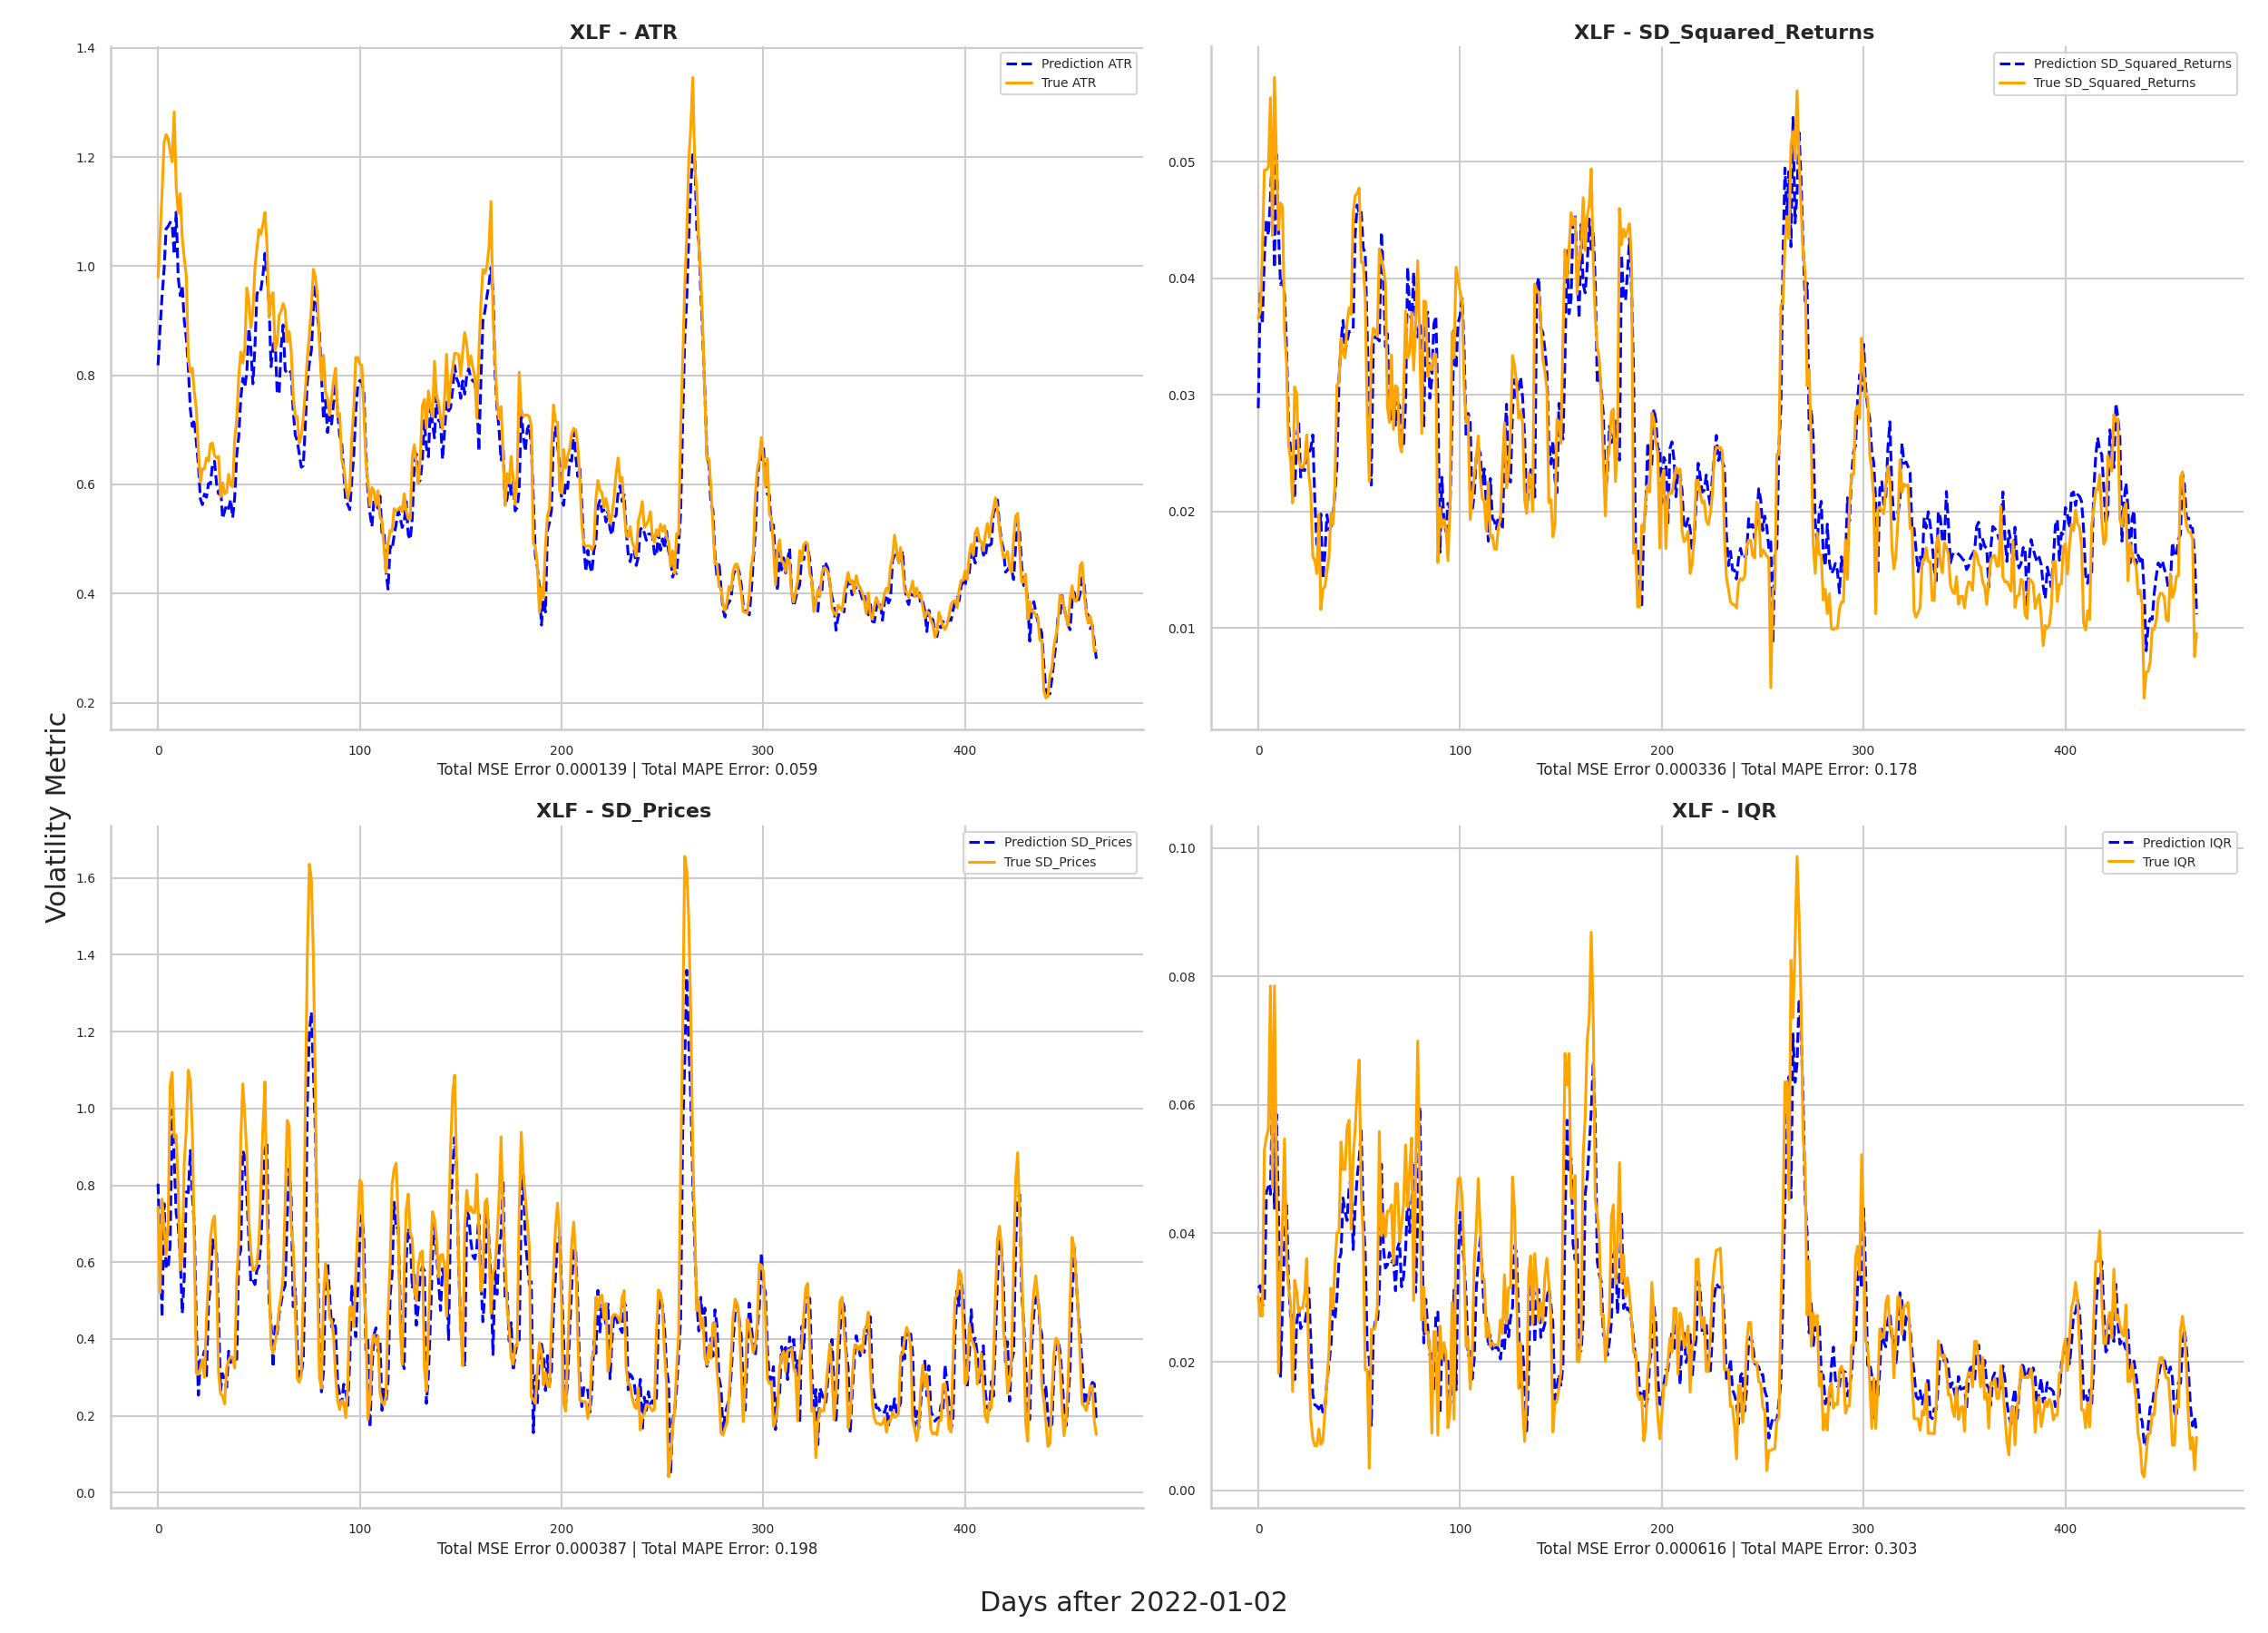 XLF - ATR
Prediction ATR
True ATR
1.4
1.2
1.0
0.8
0.6
0.4
0.2
0 100 200 300 400
Total MSE Error 0.000139 | Total MAPE Error: 0.059
XLF - SD_Squared_Returns
Prediction SD_Squared_Returns
True SD_Squared_Returns
0.05
0.04
0.03
0.02
0.01
0 100 200 300 400
Total MSE Error 0.000336 | Total MAPE Error: 0.178
Volatility Metric
XLF - SD_Prices
Prediction SD_Prices
True SD_Prices
1.6
1.4
1.2
1.0
0.8
0.6
0.4
0.2
0.0
0 100 200 300 400
Total MSE Error 0.000387 | Total MAPE Error: 0.198
XLF - IQR
Prediction IQR
True IQR
0.10
0.08
0.06
0.04
0.02
0.00
0 100 200 300 400
Total MSE Error 0.000616 | Total MAPE Error: 0.303
Days after 2022-01-02